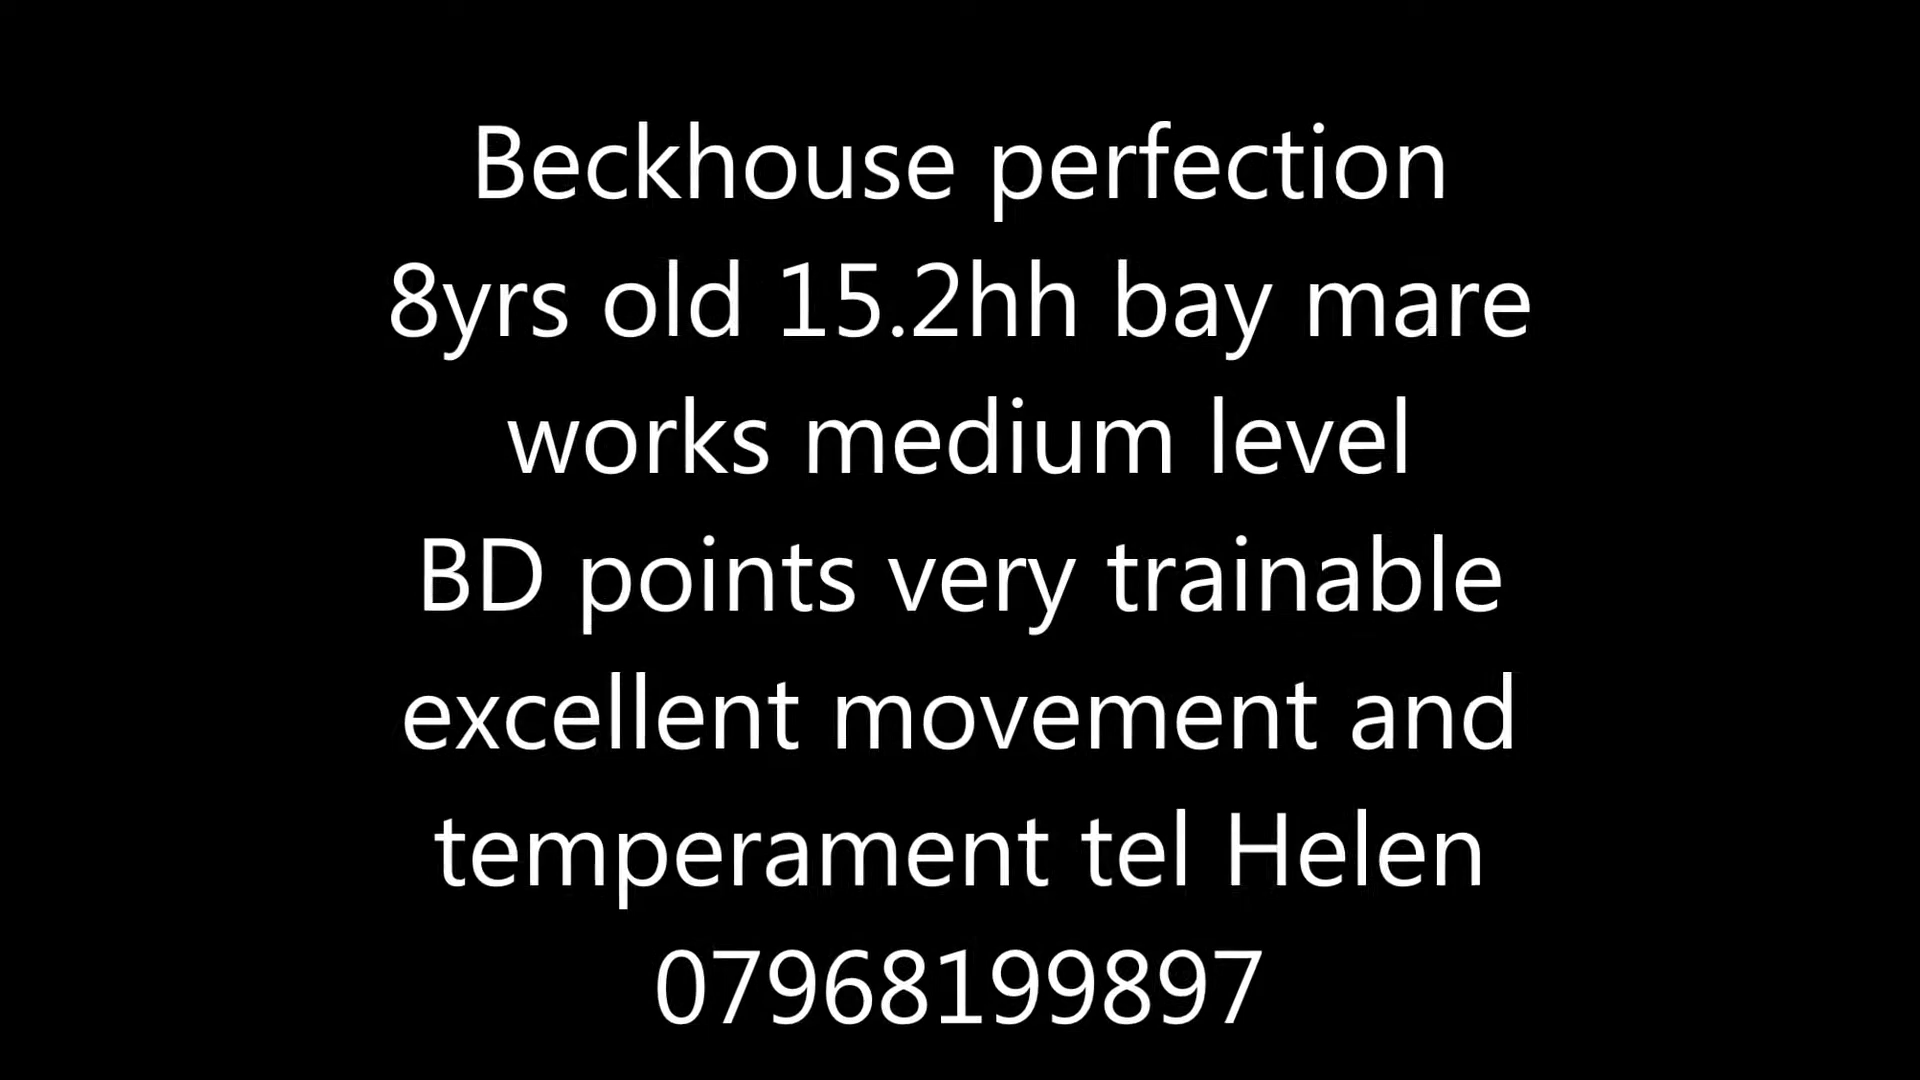 Beckhouse perfection
8yrs old 15.2hh bay mare
works medium level
BD points very trainable
excellent movement and
temperament tel Helen
07968199897